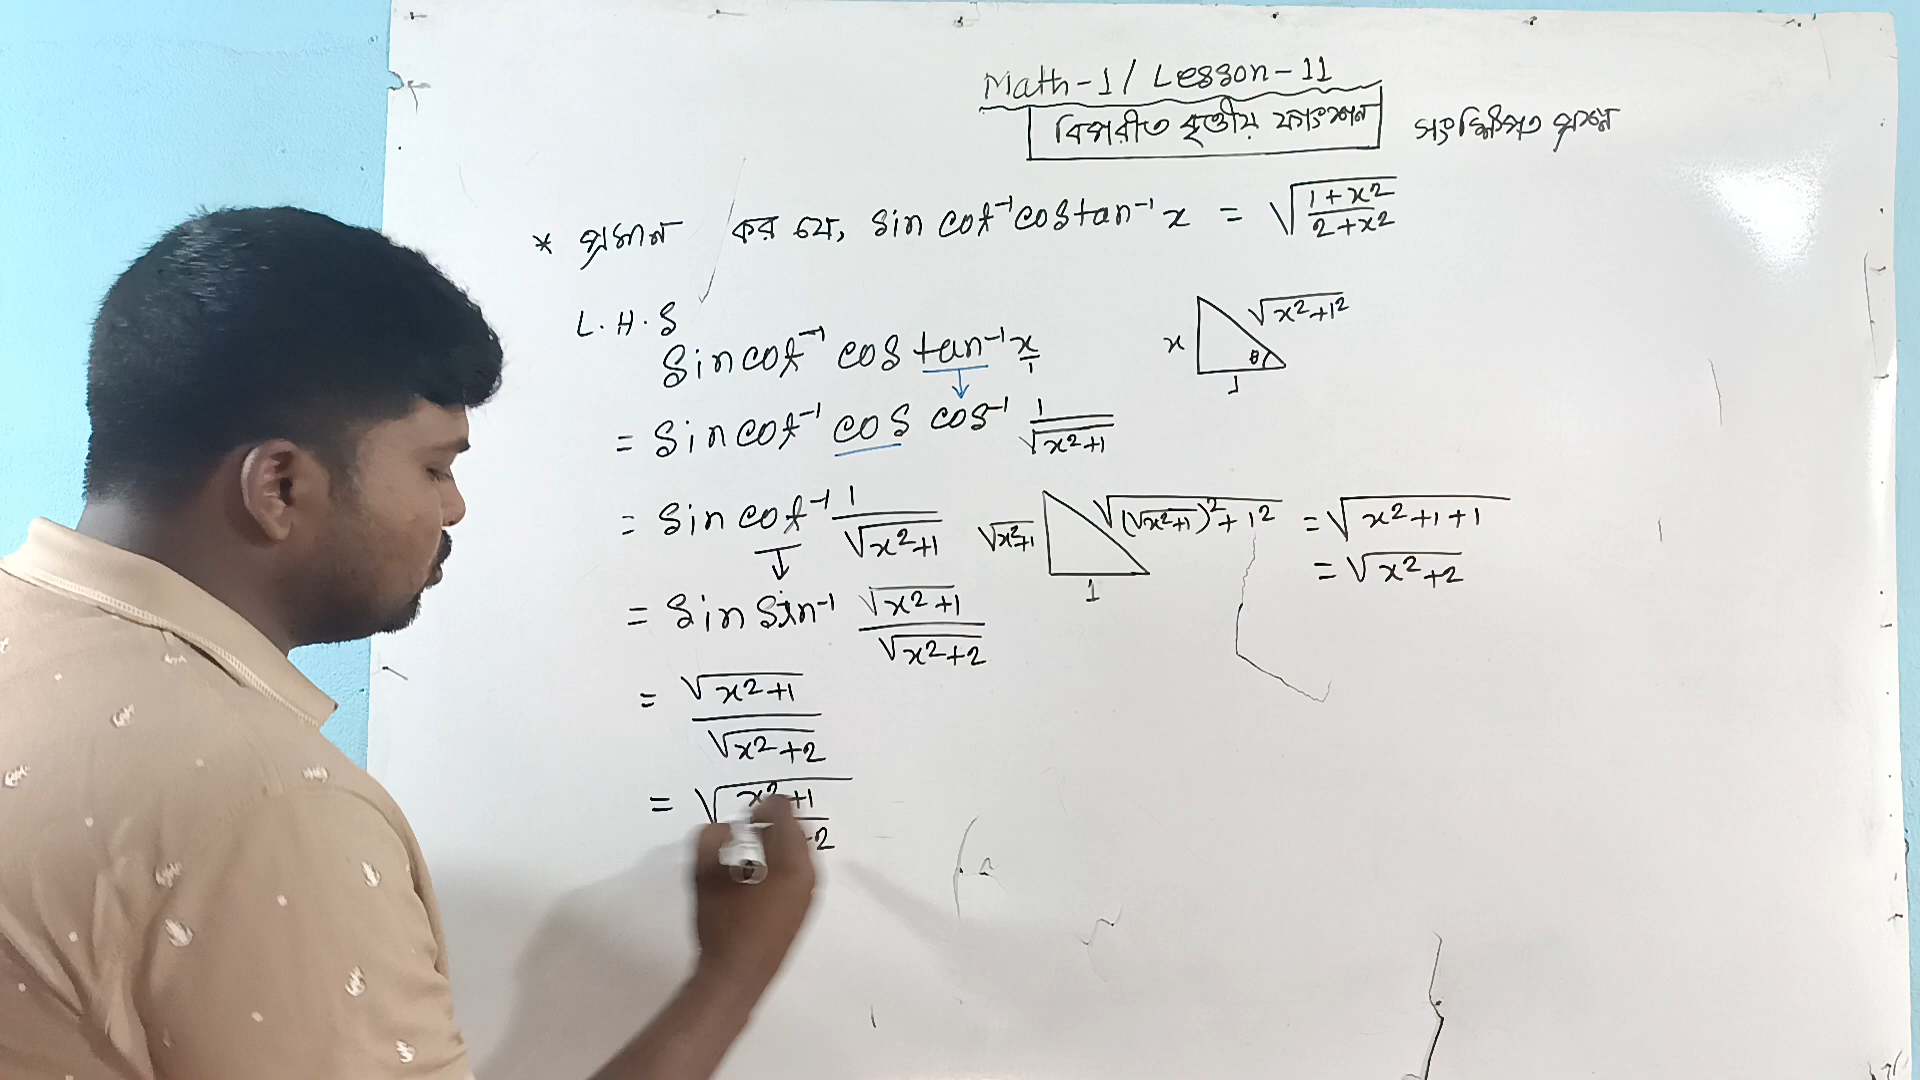 Math-1 / Lesson-11
বিপরীত বৃত্তীয় ফাংশন
সংক্ষিপ্ত প্রশ্ন
* প্রমান কর যে, sin cot⁻¹ cos tan⁻¹ x = √((1+x²)/(2+x²))
L.H.S
sin cot⁻¹ cos tan⁻¹ x/1
x √(x²+1²) θ 1
= sin cot⁻¹ cos cos⁻¹ 1/√(x²+1)
= sin cot⁻¹ 1/√(x²+1)
√(x²+1) √((√(x²+1))²+1²) = √(x²+1+1)
= √(x²+2)
1
= sin sin⁻¹ √(x²+1)/√(x²+2)
= √(x²+1)/√(x²+2)
= √ x²+1
2